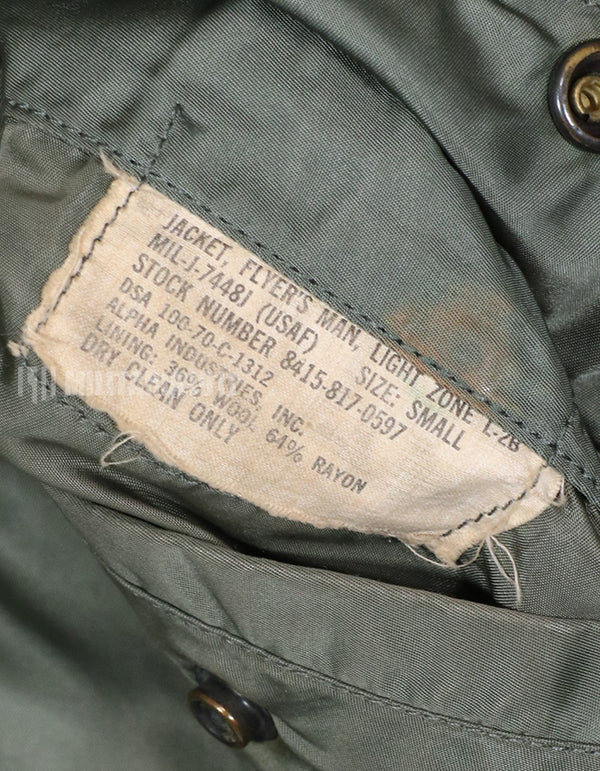 JACKET, FLYER'S MAN, LIGHT ZONE L-2B
MIL-J-7448J (USAF) SIZE: SMALL
STOCK NUMBER 8415-817-0597
DSA 100-70-C-1312
ALPHA INDUSTRIES, INC.
LINING: 36% WOOL 64% RAYON
DRY CLEAN ONLY